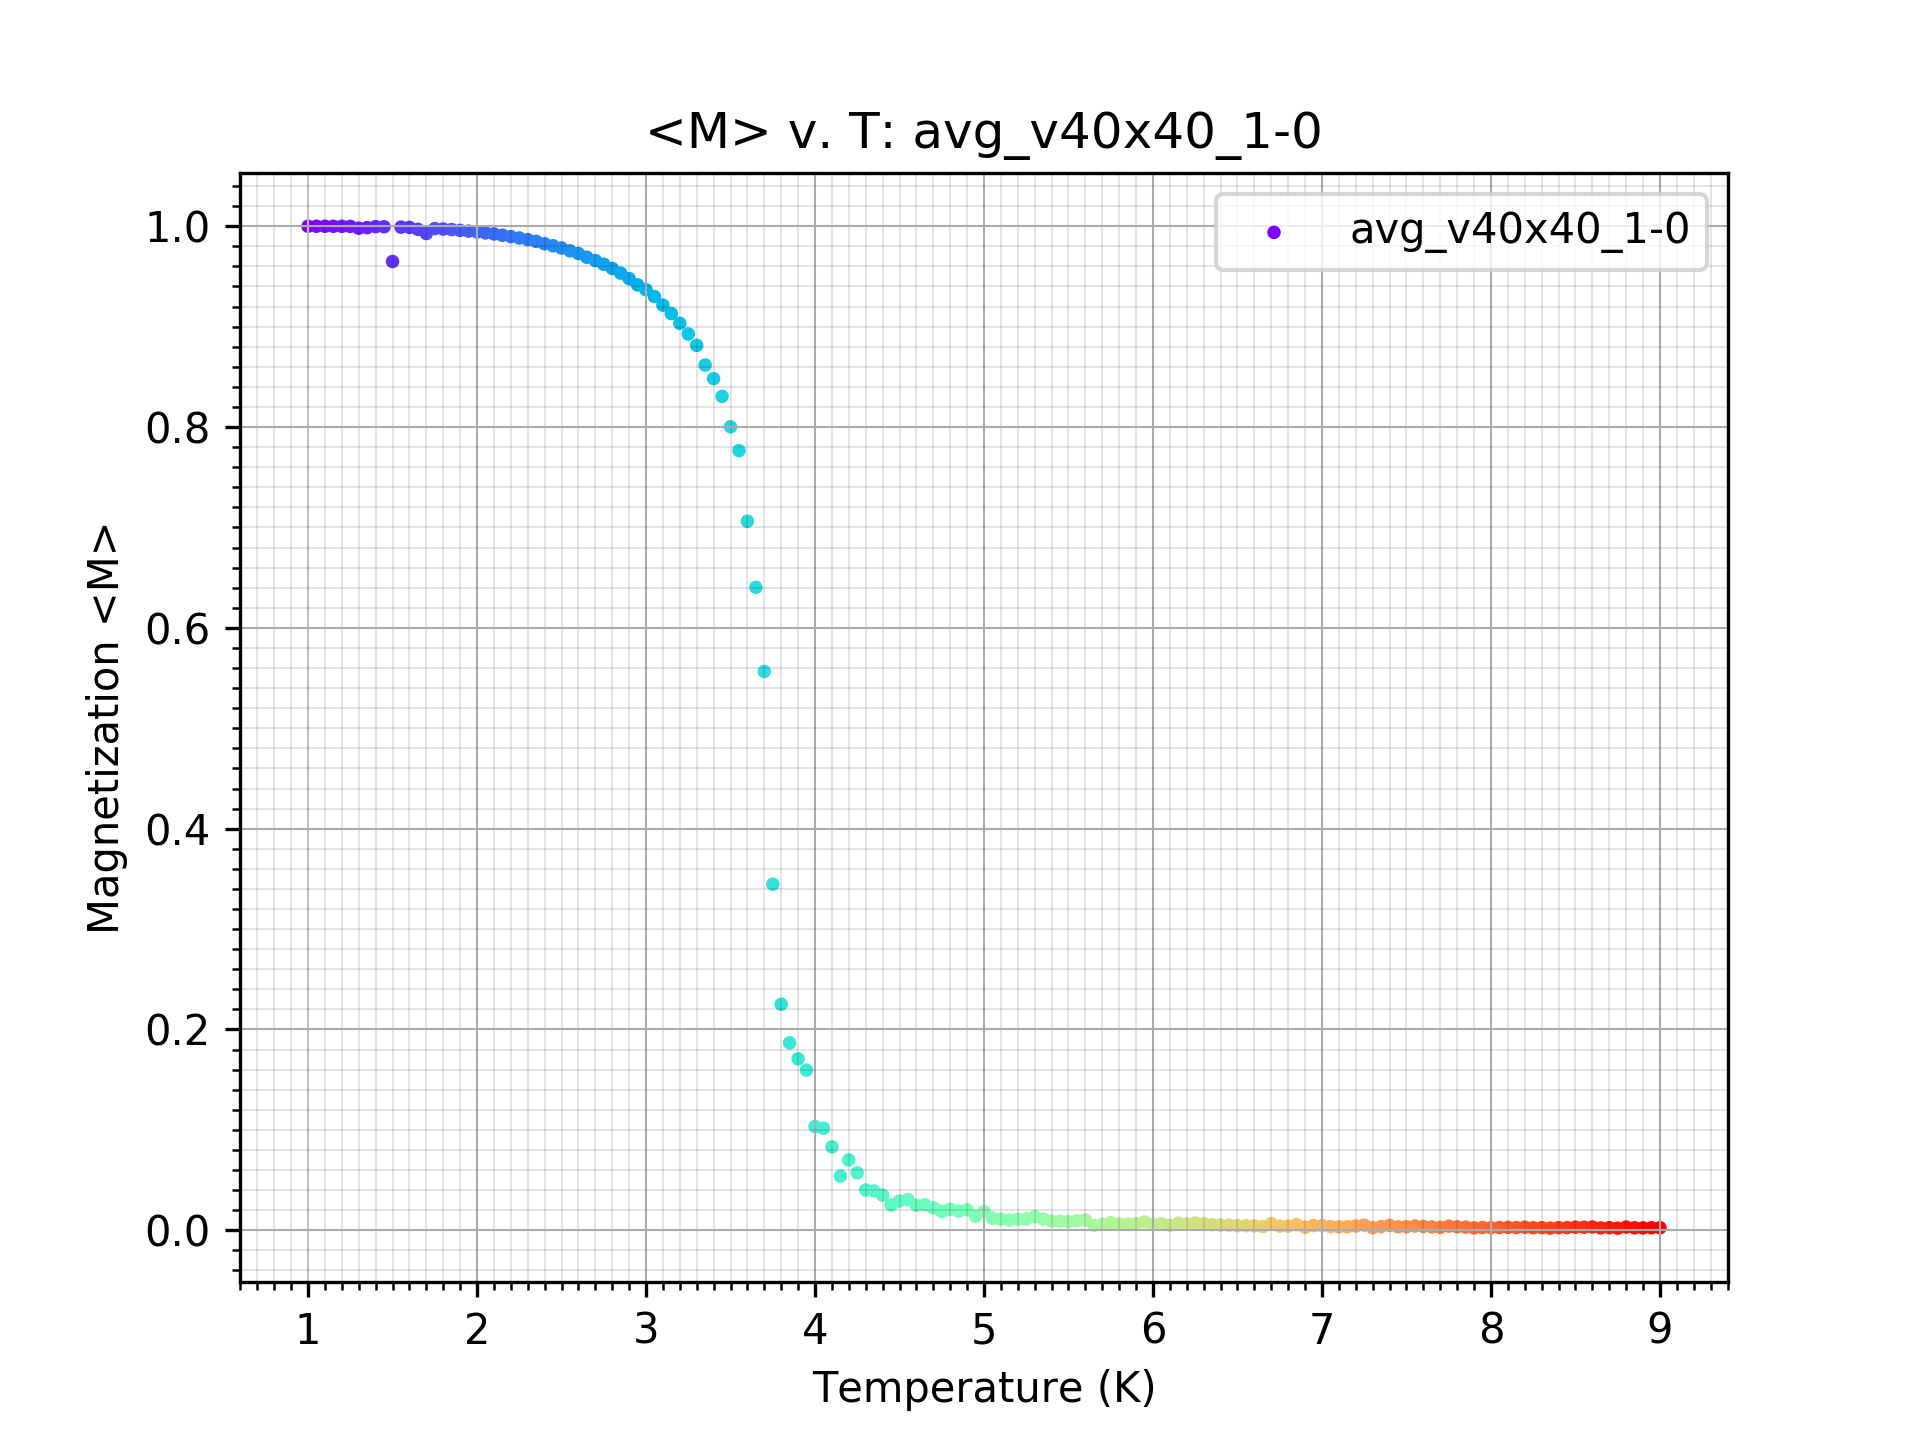 <M> v. T: avg_v40x40_1-0
avg_v40x40_1-0
1.0
0.8
0.6
0.4
0.2
0.0
Magnetization <M>
1 2 3 4 5 6 7 8 9
Temperature (K)